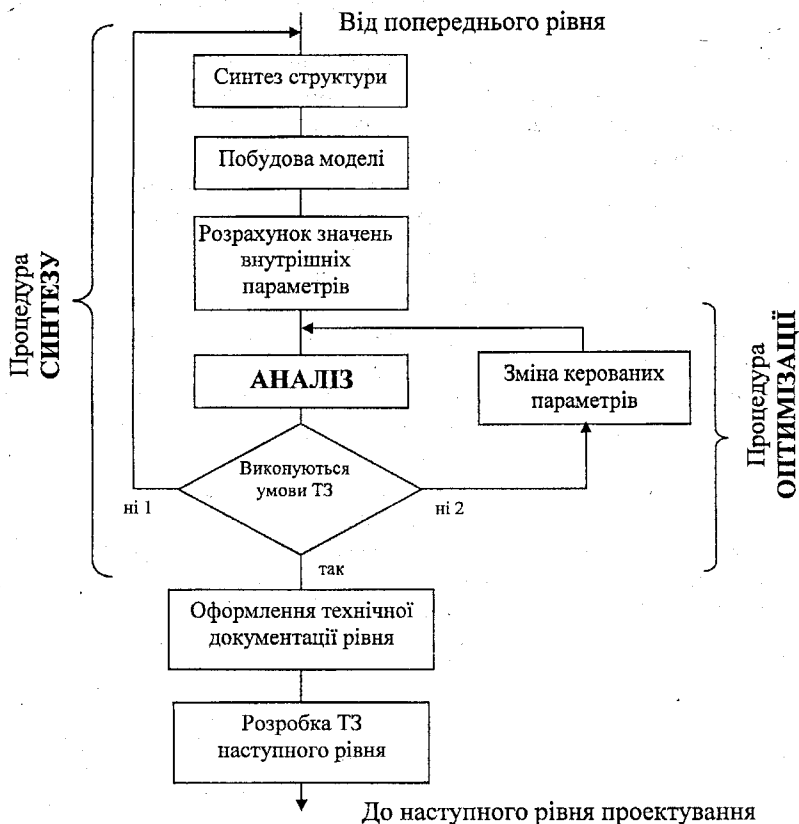 Від попереднього рівня
Синтез структури
Побудова моделі
Розрахунок значень
внутрішніх
параметрів
Процедура
СИНТЕЗУ
АНАЛІЗ
Зміна керованих
параметрів
Процедура
ОПТИМІЗАЦІЇ
Виконуються
умови ТЗ
ні 1
ні 2
так
Оформлення технічної
документації рівня
Розробка ТЗ
наступного рівня
До наступного рівня проектування